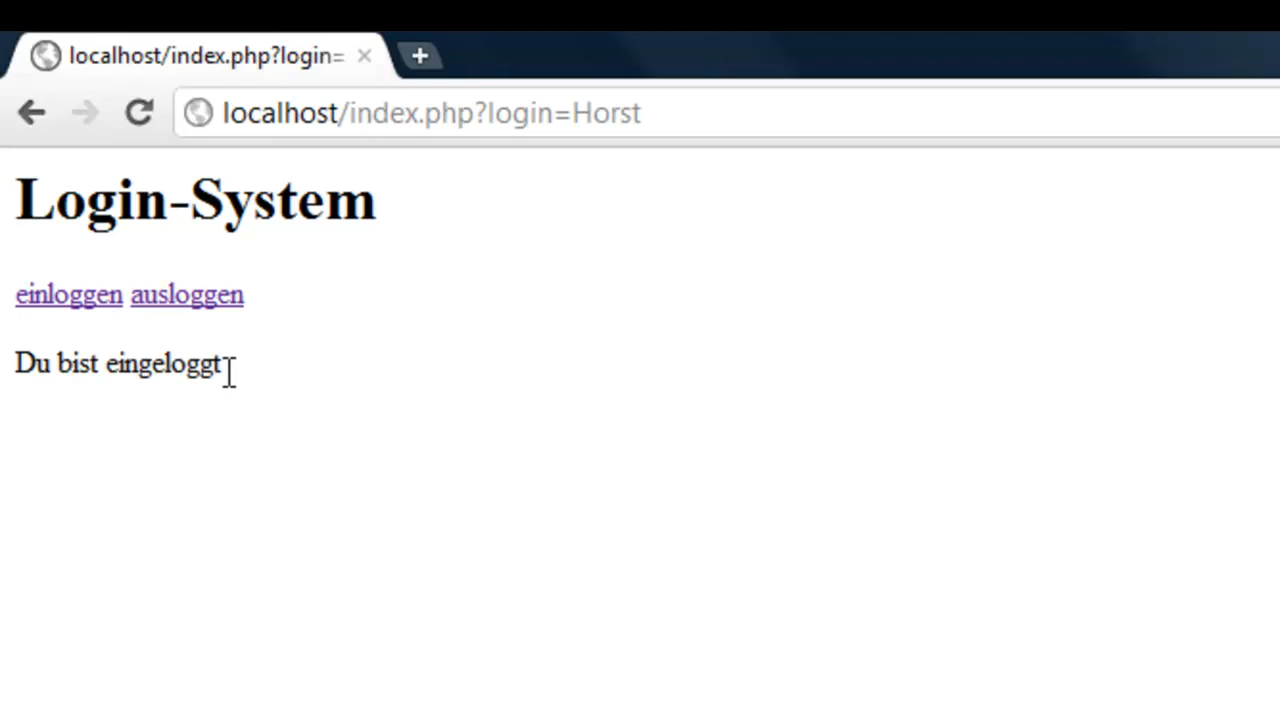 localhost/index.php?login=
localhost/index.php?login=Horst
Login-System
einloggen ausloggen
Du bist eingeloggt